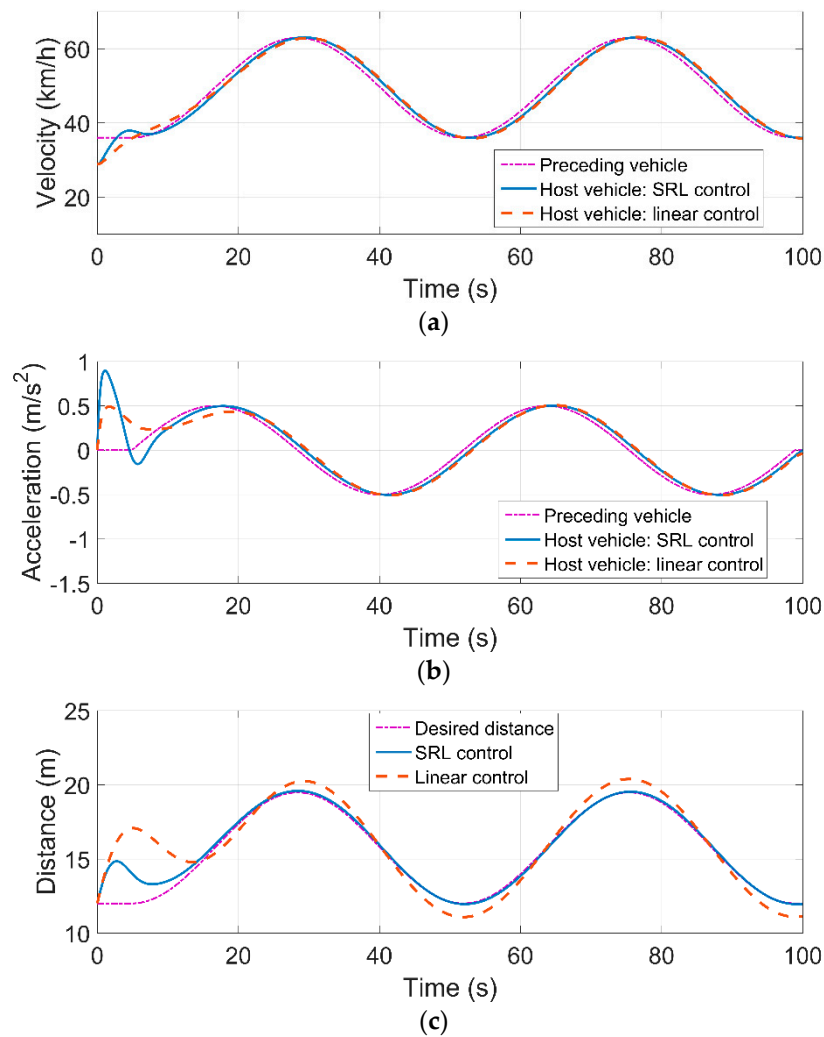 Velocity (km/h)
60
40
20
Preceding vehicle
Host vehicle: SRL control
Host vehicle: linear control
0 20 40 60 80 100
Time (s)
(a)
Acceleration (m/s²)
1
0.5
0
-0.5
-1
-1.5
Preceding vehicle
Host vehicle: SRL control
Host vehicle: linear control
0 20 40 60 80 100
Time (s)
(b)
Distance (m)
25
20
15
10
Desired distance
SRL control
Linear control
0 20 40 60 80 100
Time (s)
(c)